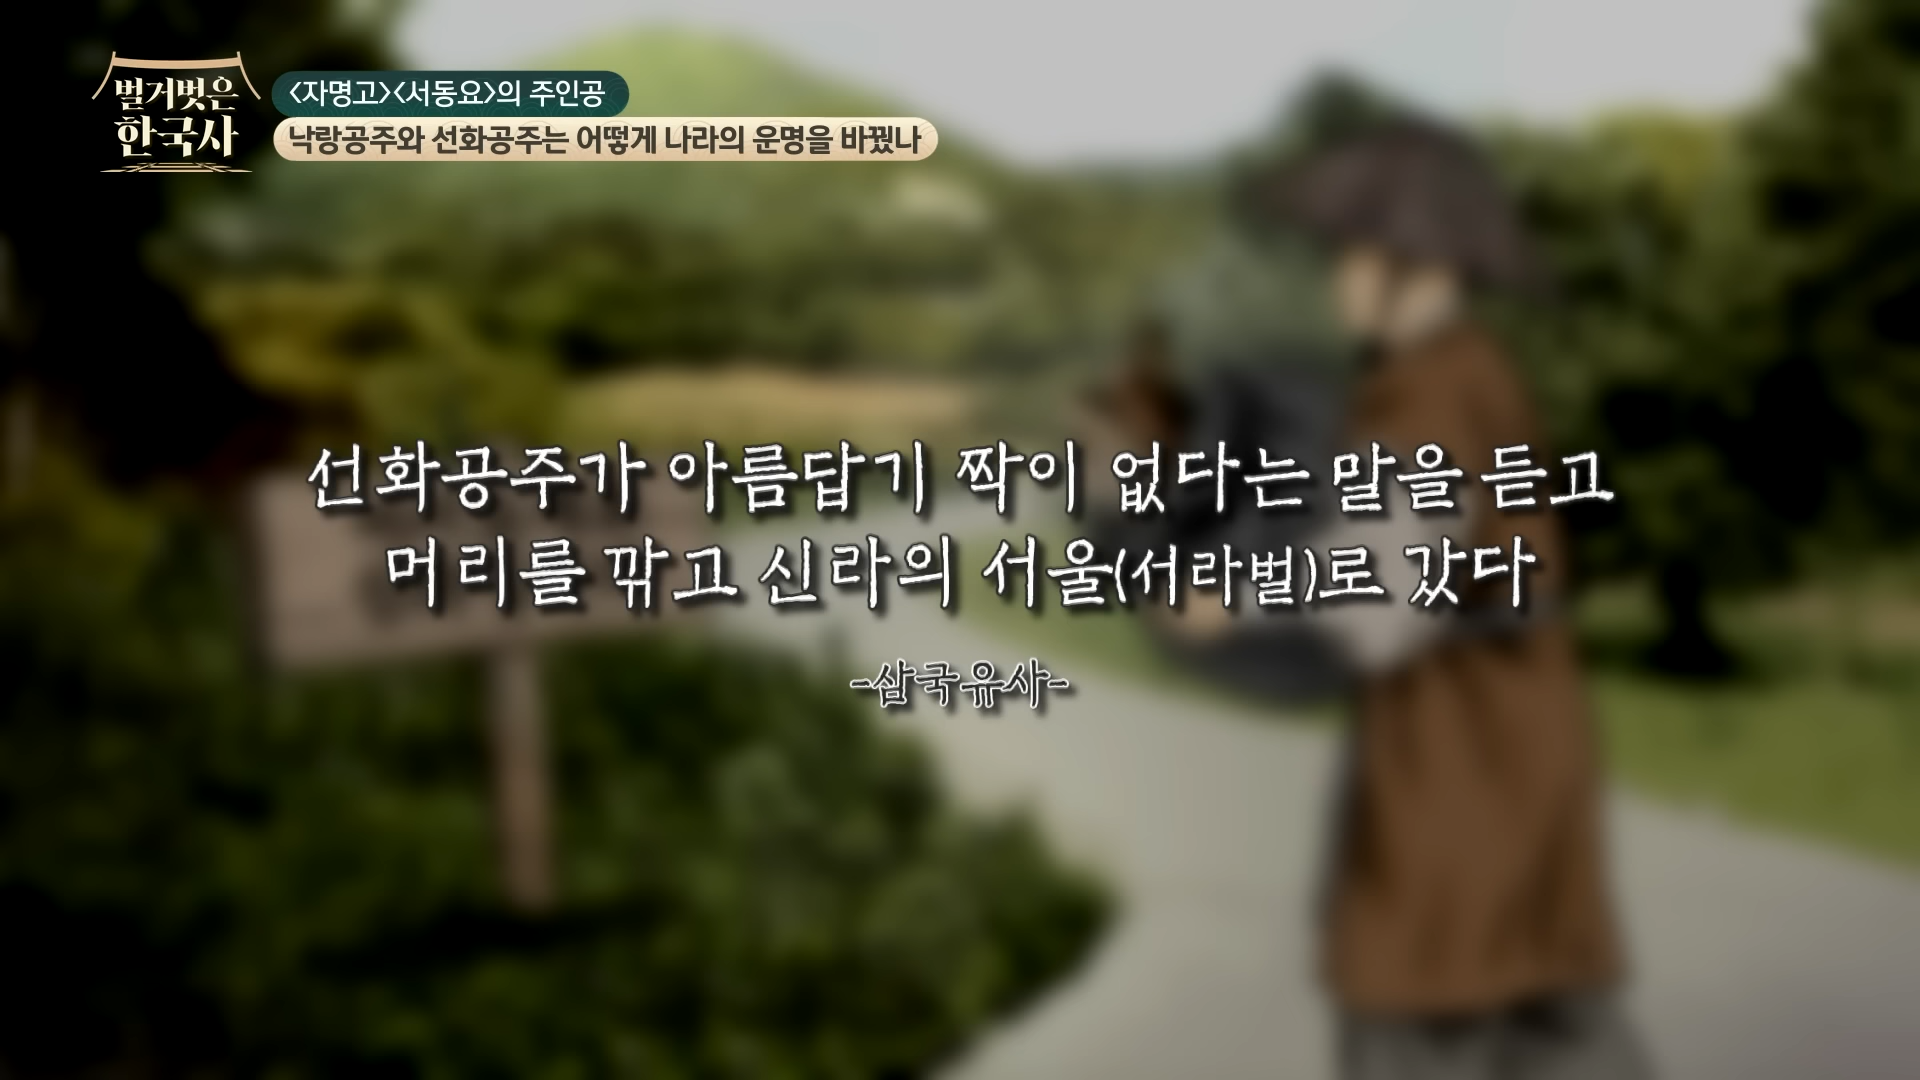 벌거벗은
한국사
<자명고><서동요>의 주인공
낙랑공주와 선화공주는 어떻게 나라의 운명을 바꿨나
선화공주가 아름답기 짝이 없다는 말을 듣고
머리를 깎고 신라의 서울(서라벌)로 갔다
-삼국유사-